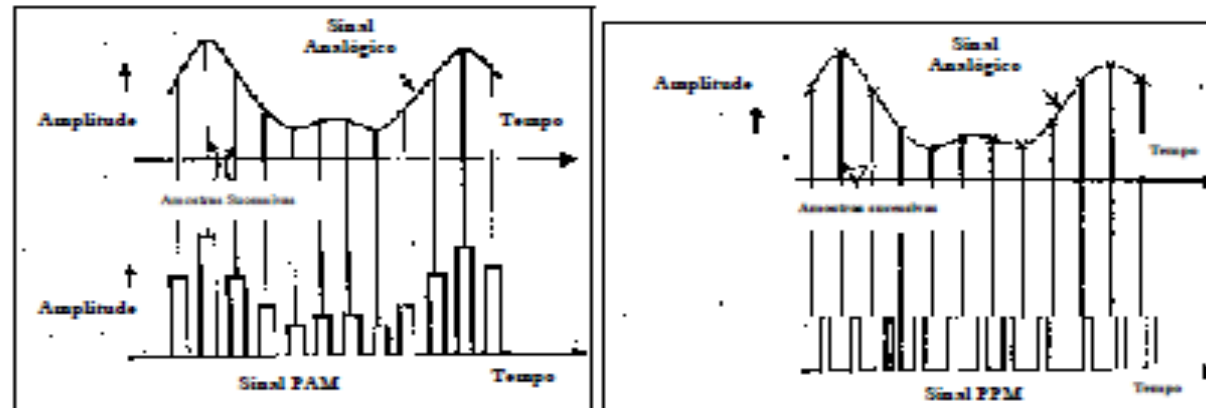 Sinal
Analógico
Amplitude
Tempo
Amostras Sucessivas
Amplitude
Sinal PAM
Tempo
Sinal
Analógico
Amplitude
Tempo
Amostras sucessivas
Sinal PPM
Tempo